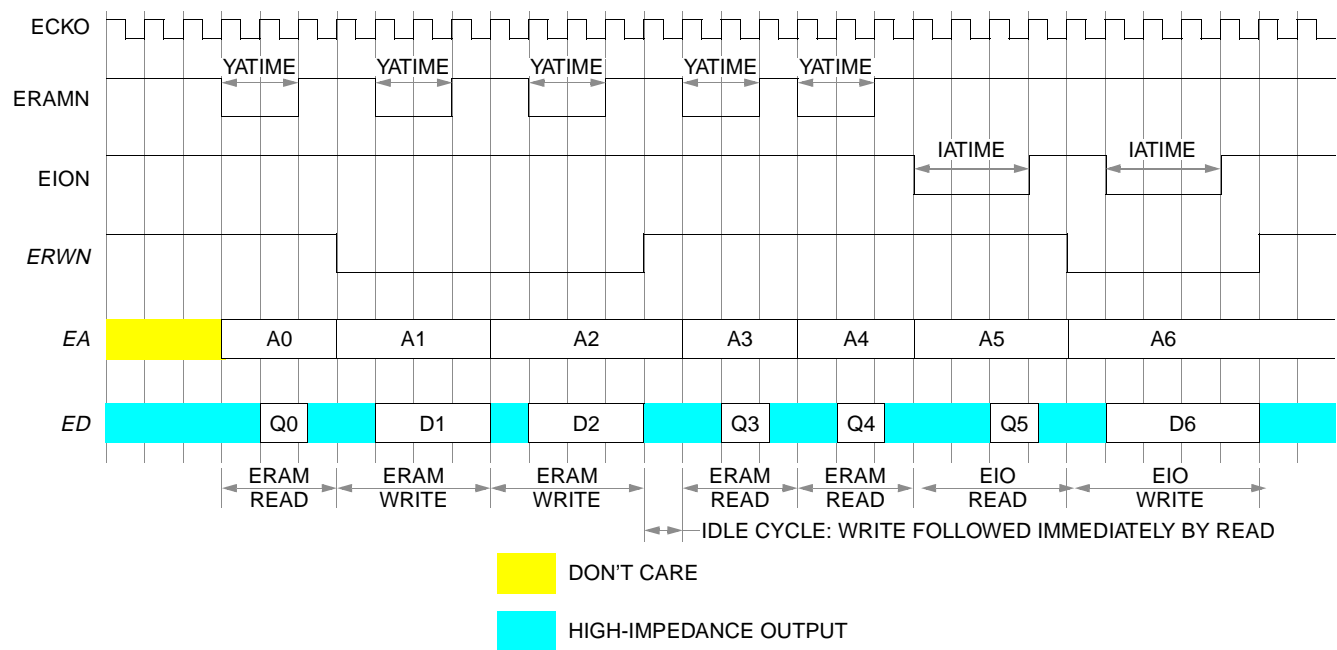 ECKO
YATIME YATIME YATIME YATIME YATIME
ERAMN
IATIME IATIME
EION
ERWN
EA A0 A1 A2 A3 A4 A5 A6
ED Q0 D1 D2 Q3 Q4 Q5 D6
ERAM ERAM ERAM ERAM ERAM EIO EIO
READ WRITE WRITE READ READ READ WRITE
IDLE CYCLE: WRITE FOLLOWED IMMEDIATELY BY READ
DON'T CARE
HIGH-IMPEDANCE OUTPUT